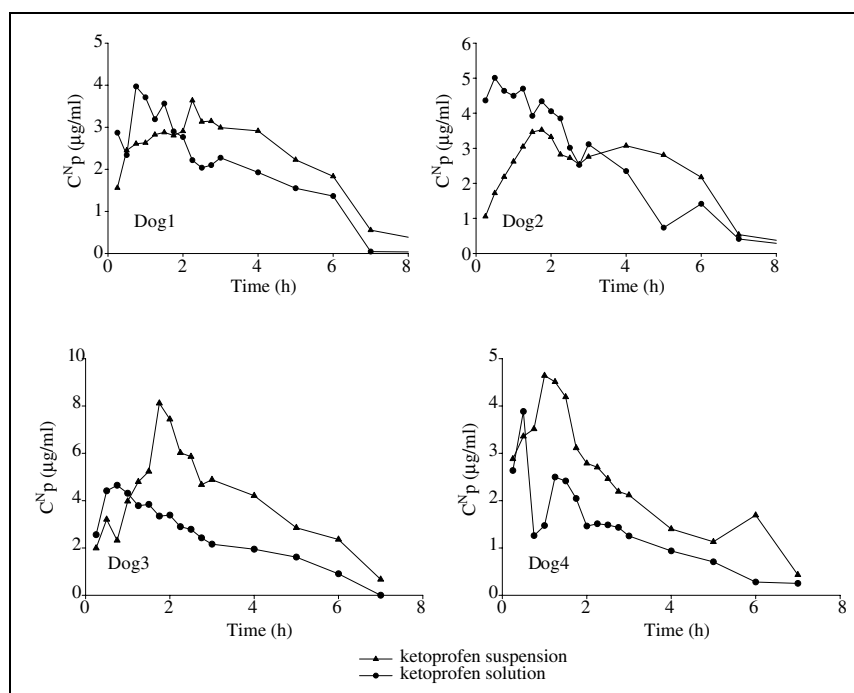 5
4
3
2
1
0
C^N p (µg/ml)
Dog1
0 2 4 6 8
Time (h)
6
5
4
3
2
1
0
C^N p (µg/ml)
Dog2
0 2 4 6 8
Time (h)
10
8
6
4
2
0
C^N p (µg/ml)
Dog3
0 2 4 6 8
Time (h)
5
4
3
2
1
0
C^N p (µg/ml)
Dog4
0 2 4 6 8
Time (h)
ketoprofen suspension
ketoprofen solution